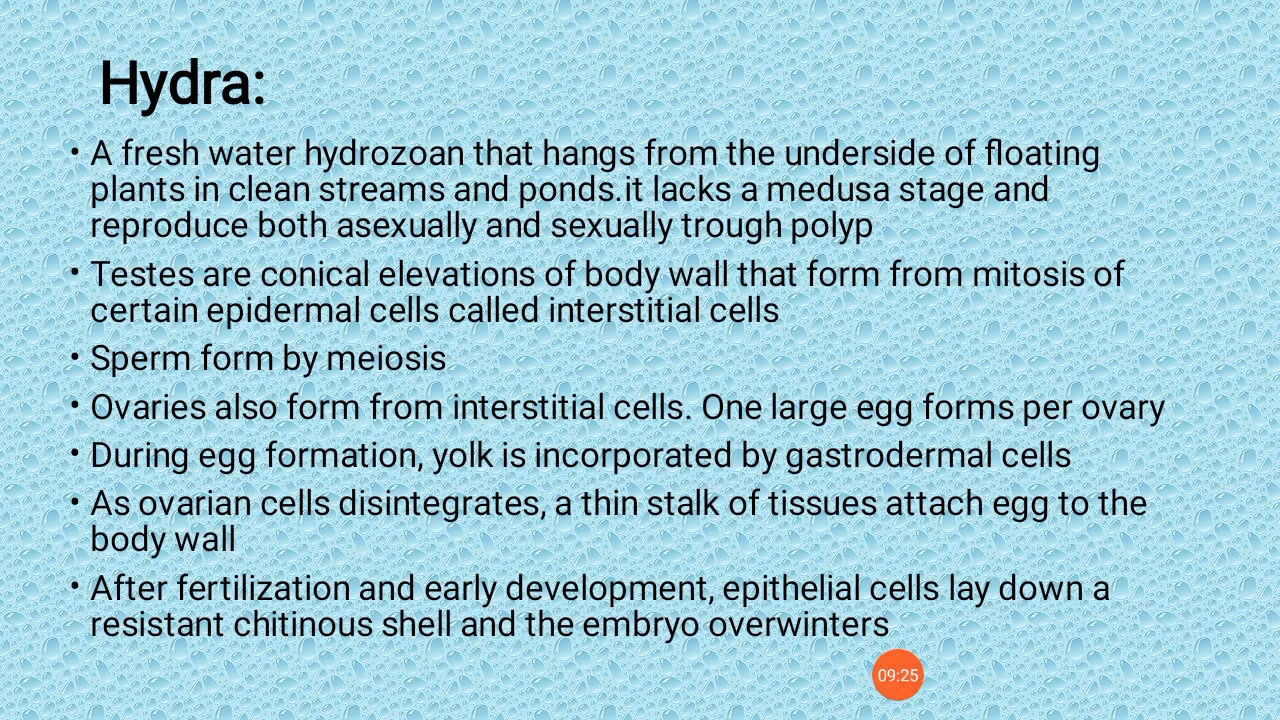 Hydra:
• A fresh water hydrozoan that hangs from the underside of floating
plants in clean streams and ponds.it lacks a medusa stage and
reproduce both asexually and sexually trough polyp
• Testes are conical elevations of body wall that form from mitosis of
certain epidermal cells called interstitial cells
• Sperm form by meiosis
• Ovaries also form from interstitial cells. One large egg forms per ovary
• During egg formation, yolk is incorporated by gastrodermal cells
• As ovarian cells disintegrates, a thin stalk of tissues attach egg to the
body wall
• After fertilization and early development, epithelial cells lay down a
resistant chitinous shell and the embryo overwinters
09:25